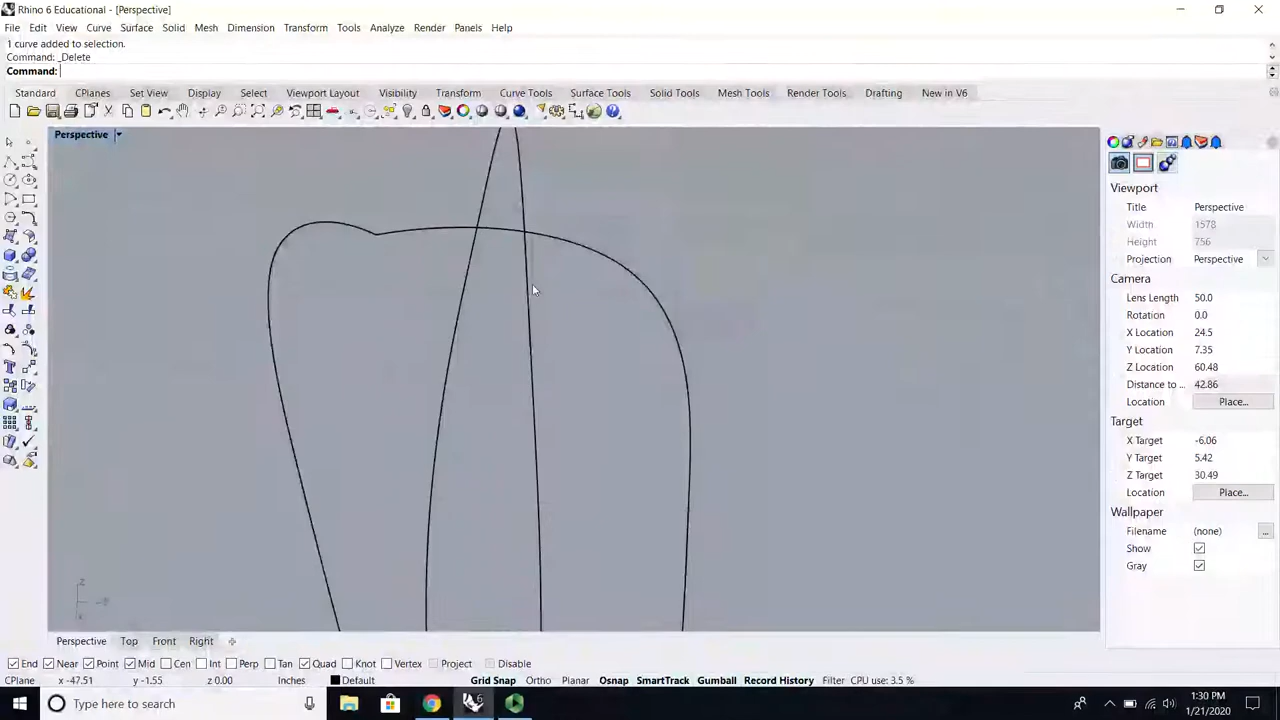 Rhino 6 Educational - [Perspective]
File Edit View Curve Surface Solid Mesh Dimension Transform Tools Analyze Render Panels Help
1 curve added to selection.
Command: _Delete
Command:
Standard CPlanes Set View Display Select Viewport Layout Visibility Transform Curve Tools Surface Tools Solid Tools Mesh Tools Render Tools Drafting New in V6
Perspective
Viewport
Title Perspective
Width 1578
Height 756
Projection Perspective
Camera
Lens Length 50.0
Rotation 0.0
X Location 24.5
Y Location 7.35
Z Location 60.48
Distance to ... 42.86
Location Place...
Target
X Target -6.06
Y Target 5.42
Z Target 30.49
Location Place...
Wallpaper
Filename (none) ...
Show
Gray
z
Perspective Top Front Right
End Near Point Mid Cen Int Perp Tan Quad Knot Vertex Project Disable
CPlane x -47.51 y -1.55 z 0.00 Inches Default Grid Snap Ortho Planar Osnap SmartTrack Gumball Record History Filter CPU use: 3.5 %
Type here to search
1:30 PM
1/21/2020